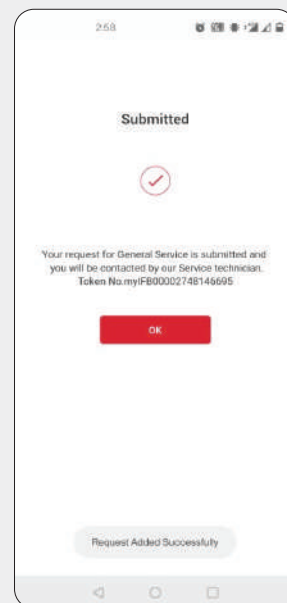 2:58
Submitted
Your request for General Service is submitted and
you will be contacted by our Service technician.
Token No.myIFB00002748146695
OK
Request Added Successfully